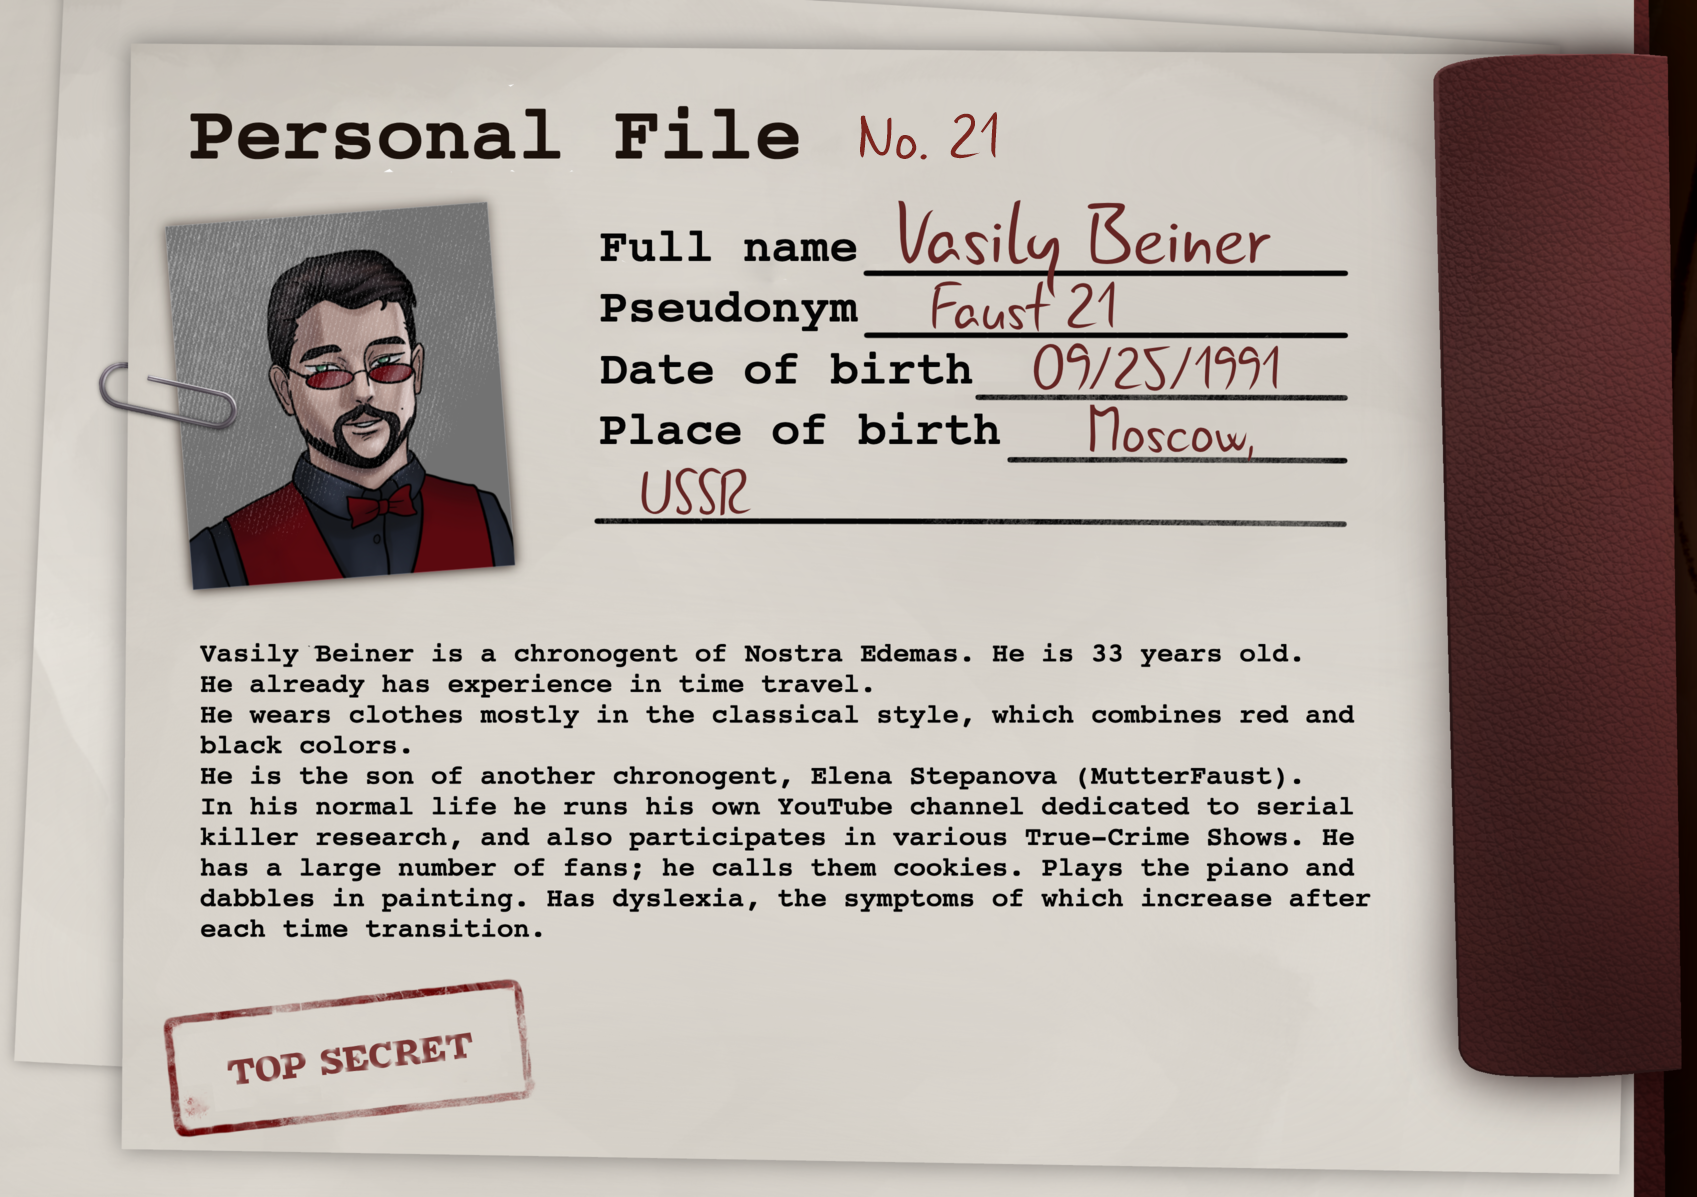 Personal File No. 21
Full name Vasily Beiner
Pseudonym Faust 21
Date of birth 09/25/1991
Place of birth Moscow,
USSR
Vasily Beiner is a chronogent of Nostra Edemas. He is 33 years old.
He already has experience in time travel.
He wears clothes mostly in the classical style, which combines red and
black colors.
He is the son of another chronogent, Elena Stepanova (MutterFaust).
In his normal life he runs his own YouTube channel dedicated to serial
killer research, and also participates in various True-Crime Shows. He
has a large number of fans; he calls them cookies. Plays the piano and
dabbles in painting. Has dyslexia, the symptoms of which increase after
each time transition.
TOP SECRET